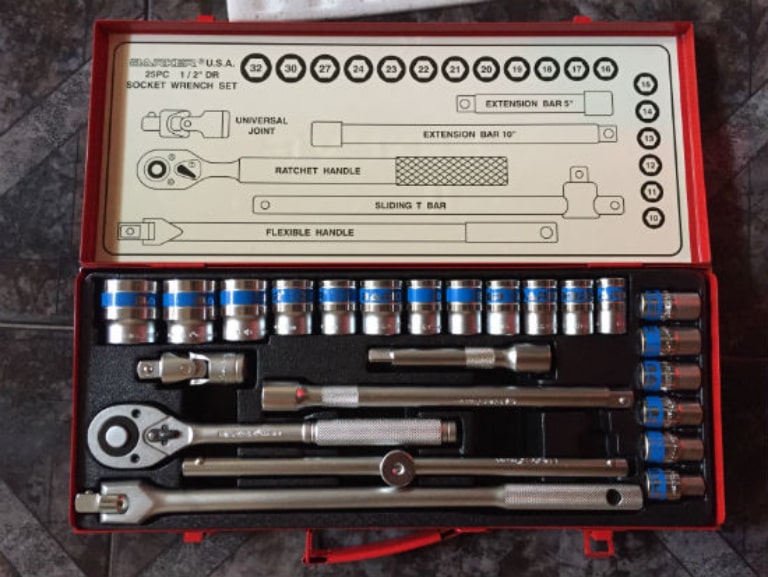 BARKER® U.S.A.
25PC 1/2" DR
SOCKET WRENCH SET
32 30 27 24 23 22 21 20 19 18 17 16
15
14
13
12
11
10
EXTENSION BAR 5"
UNIVERSAL
JOINT
EXTENSION BAR 10"
RATCHET HANDLE
SLIDING T BAR
FLEXIBLE HANDLE